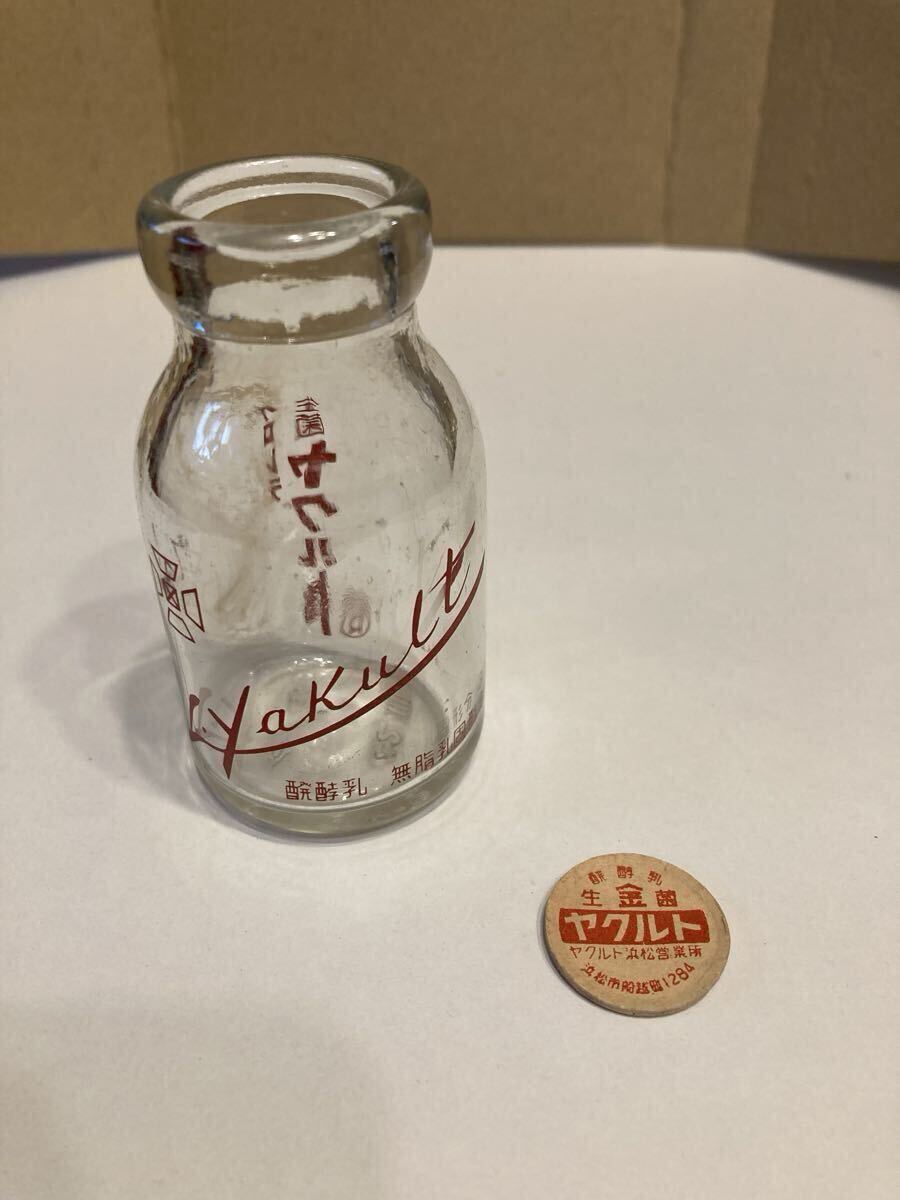 生菌
ヤクルト
Yakult
醗酵乳 無脂乳固
醗酵乳
生 金 菌
ヤクルト
ヤクルト浜松営業所
浜松市船越町1284